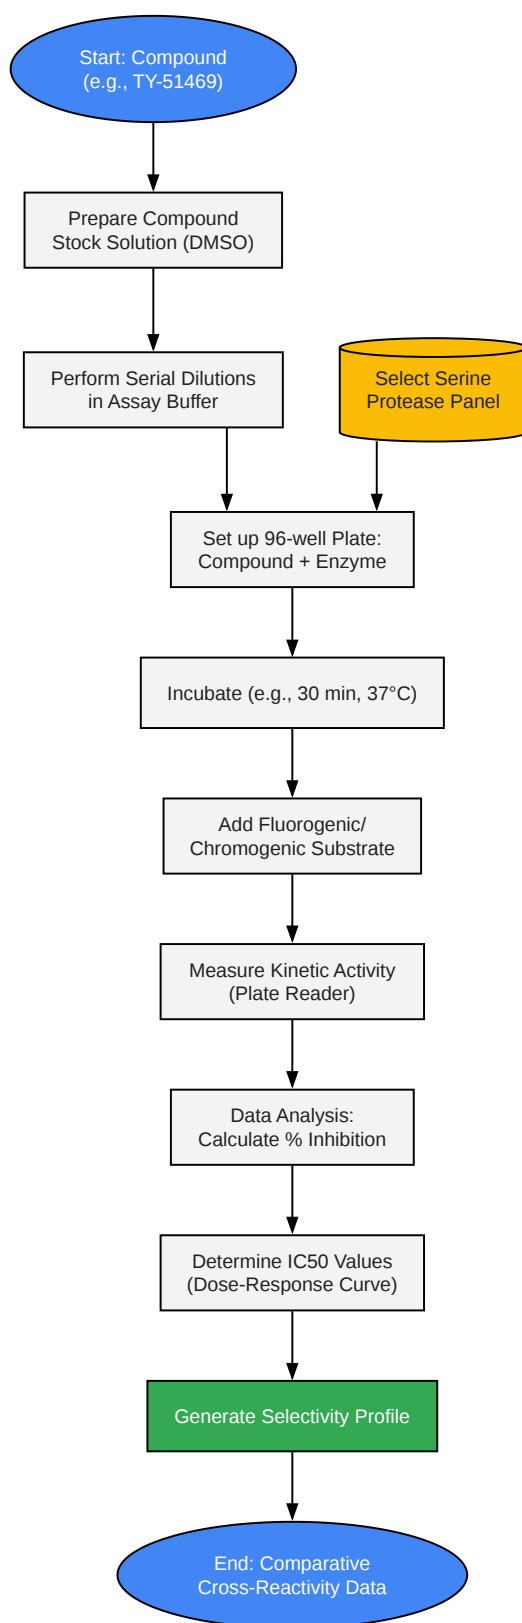 Start: Compound
(e.g., TY-51469)
Prepare Compound
Stock Solution (DMSO)
Perform Serial Dilutions
in Assay Buffer
Select Serine
Protease Panel
Set up 96-well Plate:
Compound + Enzyme
Incubate (e.g., 30 min, 37°C)
Add Fluorogenic/
Chromogenic Substrate
Measure Kinetic Activity
(Plate Reader)
Data Analysis:
Calculate % Inhibition
Determine IC50 Values
(Dose-Response Curve)
Generate Selectivity Profile
End: Comparative
Cross-Reactivity Data